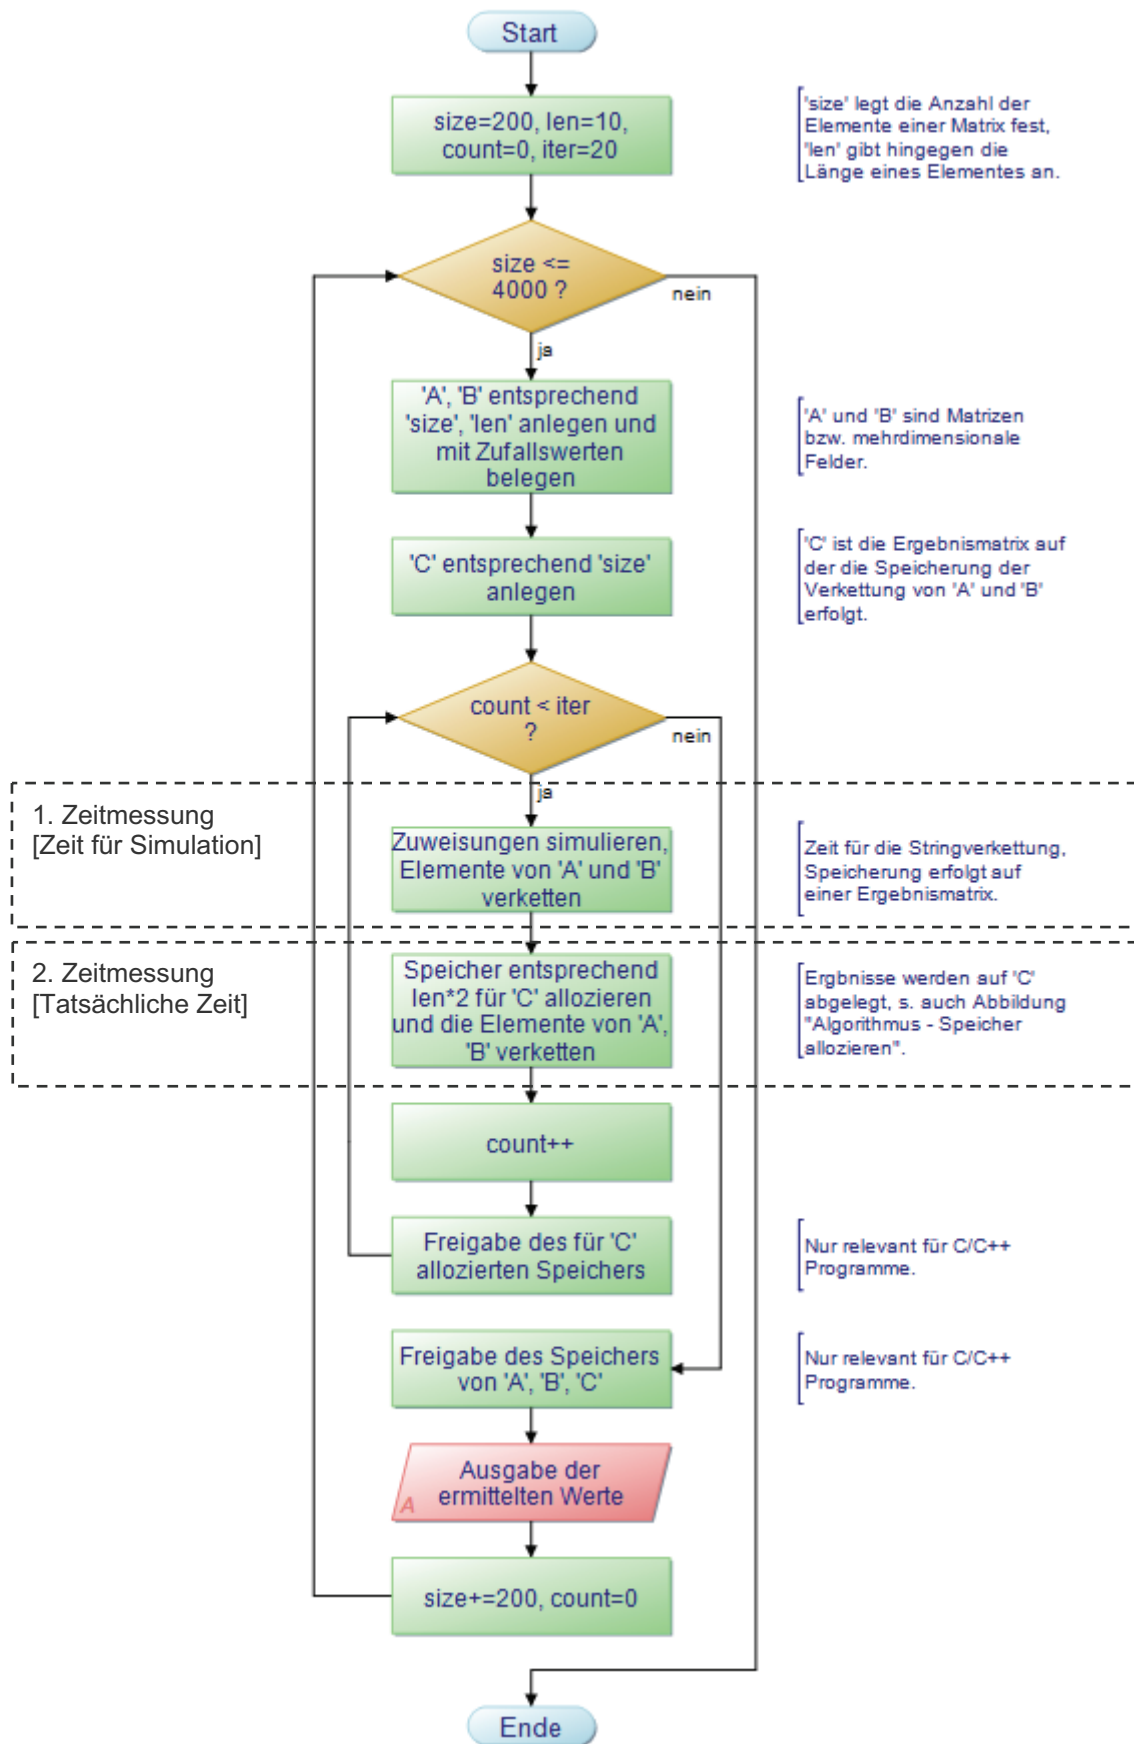 Start
size=200, len=10,
count=0, iter=20
'size' legt die Anzahl der
Elemente einer Matrix fest,
'len' gibt hingegen die
Länge eines Elementes an.
size <=
4000 ?
nein
ja
'A', 'B' entsprechend
'size', 'len' anlegen und
mit Zufallswerten
belegen
'A' und 'B' sind Matrizen
bzw. mehrdimensionale
Felder.
'C' entsprechend 'size'
anlegen
'C' ist die Ergebnismatrix auf
der die Speicherung der
Verkettung von 'A' und 'B'
erfolgt.
count < iter
?
nein
ja
1. Zeitmessung
[Zeit für Simulation]
Zuweisungen simulieren,
Elemente von 'A' und 'B'
verketten
Zeit für die Stringverkettung,
Speicherung erfolgt auf
einer Ergebnismatrix.
2. Zeitmessung
[Tatsächliche Zeit]
Speicher entsprechend
len*2 für 'C' allozieren
und die Elemente von 'A',
'B' verketten
Ergbnisse werden auf 'C'
abgelegt, s. auch Abbildung
"Algorithmus - Speicher
allozieren".
count++
Freigabe des für 'C'
allozierten Speichers
Nur relevant für C/C++
Programme.
Freigabe des Speichers
von 'A', 'B', 'C'
Nur relevant für C/C++
Programme.
Ausgabe der
ermittelten Werte
A
size+=200, count=0
Ende